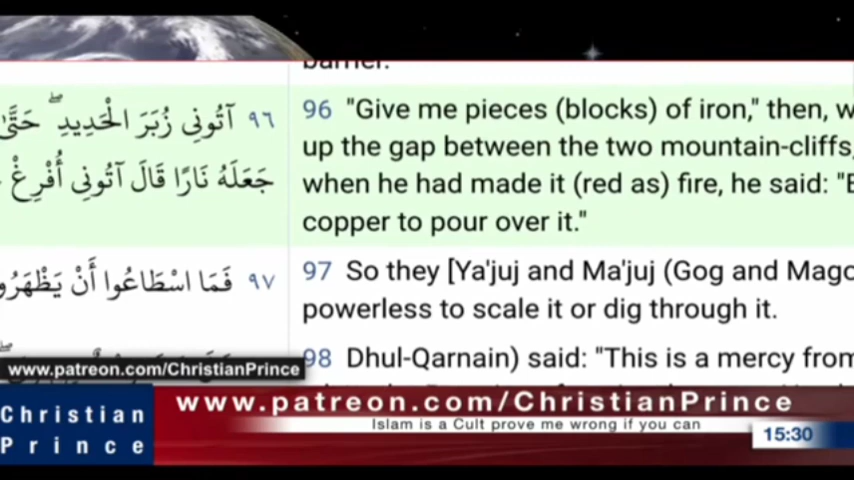 barrier.
٩٦ آتُونِي زُبَرَ الْحَدِيدِ ۖ حَتَّىٰ
جَعَلَهُ نَارًا قَالَ آتُونِي أُفْرِغْ
96 "Give me pieces (blocks) of iron," then, w
up the gap between the two mountain-cliffs,
when he had made it (red as) fire, he said: "B
copper to pour over it."
٩٧ فَمَا اسْطَاعُوا أَنْ يَظْهَرُو
97 So they [Ya'juj and Ma'juj (Gog and Mago
powerless to scale it or dig through it.
98 Dhul-Qarnain) said: "This is a mercy from
www.patreon.com/ChristianPrince
Christian
Prince
www.patreon.com/ChristianPrince
Islam is a Cult prove me wrong if you can
15:30